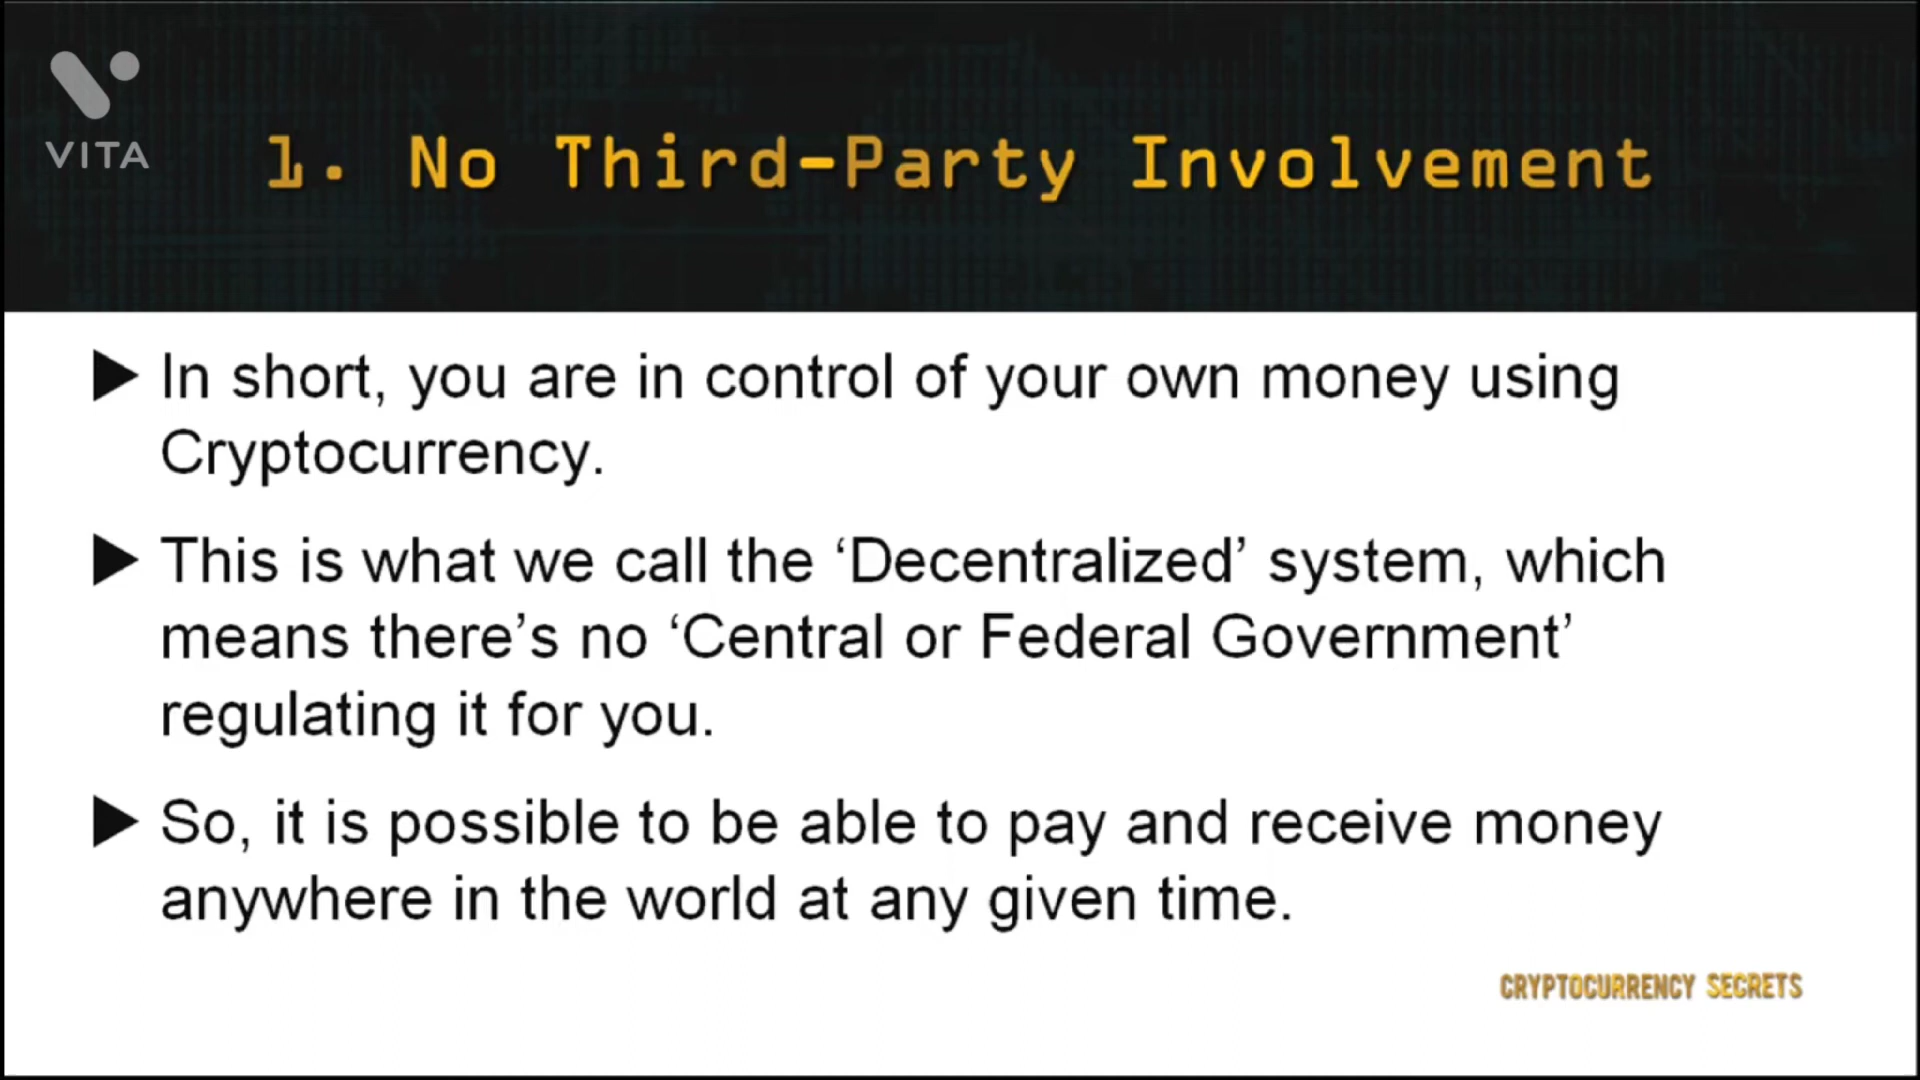 VITA
1. No Third-Party Involvement
In short, you are in control of your own money using
Cryptocurrency.
This is what we call the ‘Decentralized’ system, which
means there’s no ‘Central or Federal Government’
regulating it for you.
So, it is possible to be able to pay and receive money
anywhere in the world at any given time.
CRYPTOCURRENCY SECRETS